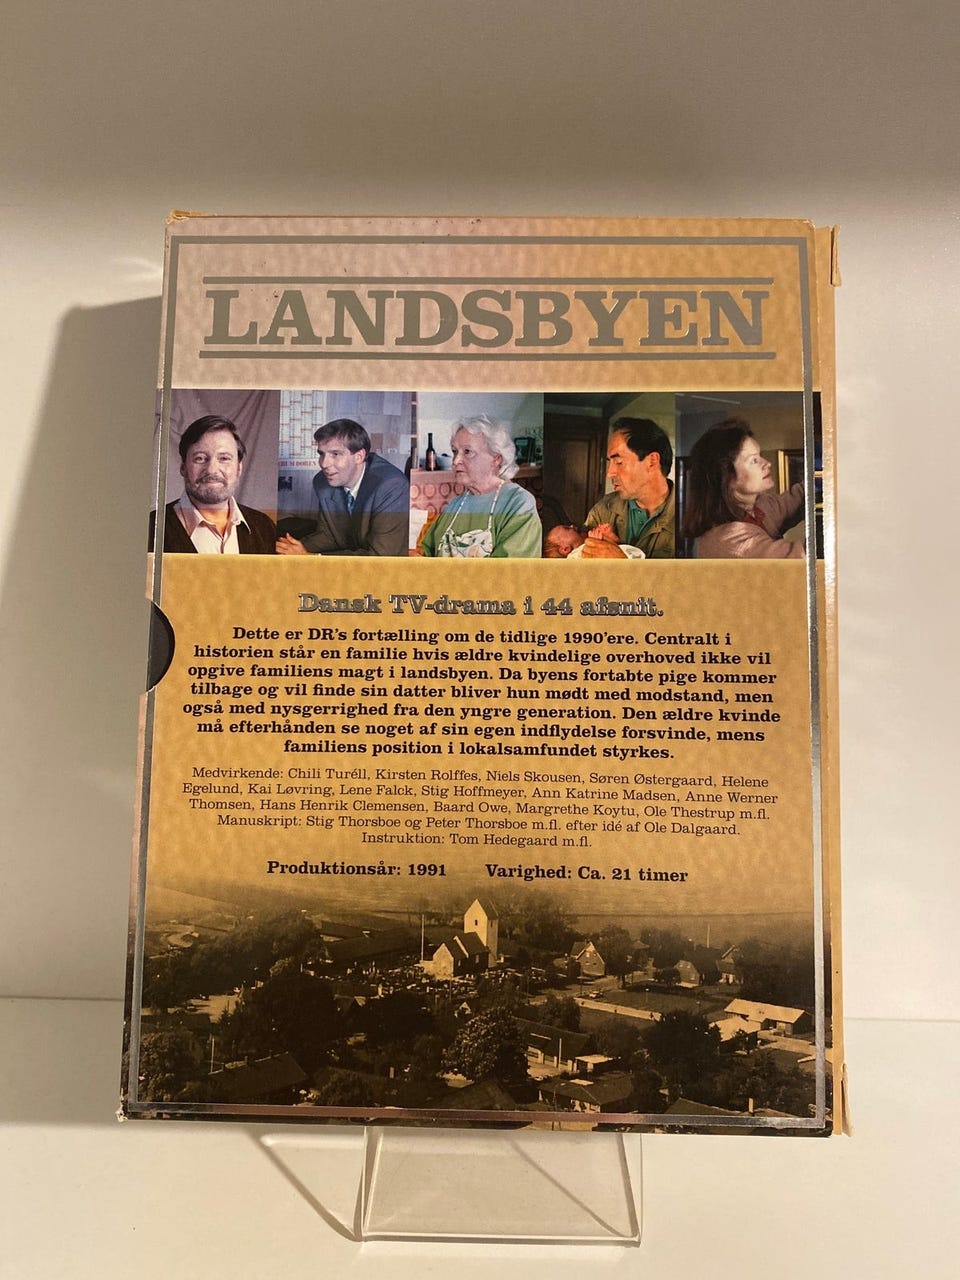 LANDSBYEN
Dansk TV-drama i 44 afsnit.
Dette er DR's fortælling om de tidlige 1990'ere. Centralt i
historien står en familie hvis ældre kvindelige overhoved ikke vil
opgive familiens magt i landsbyen. Da byens fortabte pige kommer
tilbage og vil finde sin datter bliver hun mødt med modstand, men
også med nysgerrighed fra den yngre generation. Den ældre kvinde
må efterhånden se noget af sin egen indflydelse forsvinde, mens
familiens position i lokalsamfundet styrkes.
Medvirkende: Chili Turéll, Kirsten Rolffes, Niels Skousen, Søren Østergaard, Helene
Egelund, Kai Løvring, Lene Falck, Stig Hoffmeyer, Ann Katrine Madsen, Anne Werner
Thomsen, Hans Henrik Clemensen, Baard Owe, Margrethe Koytu, Ole Thestrup m.fl.
Manuskript: Stig Thorsboe og Peter Thorsboe m.fl. efter idé af Ole Dalgaard.
Instruktion: Tom Hedegaard m.fl.
Produktionsår: 1991 Varighed: Ca. 21 timer